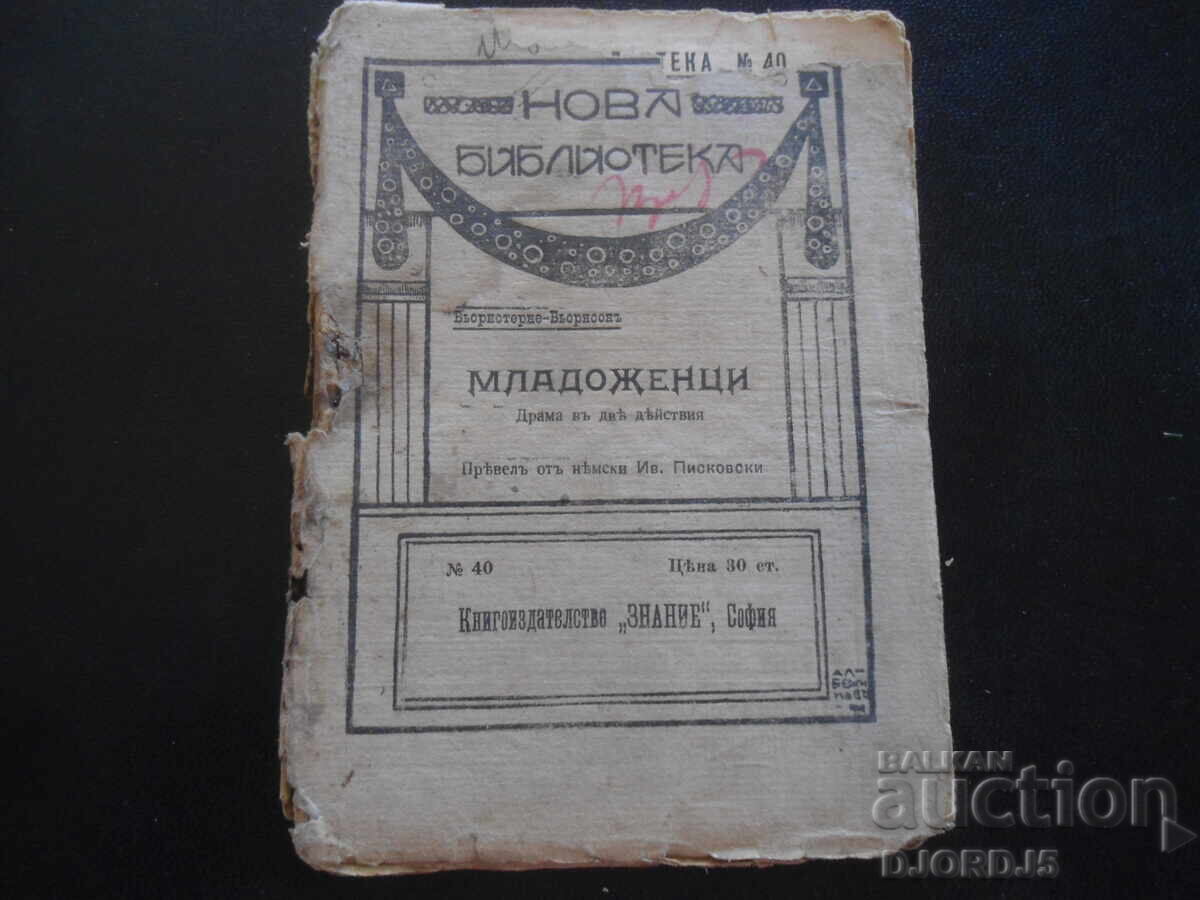 ТЕКА № 40
НОВА
БИБЛИОТЕКА
Бьорнстерне-Бьорнсонъ
МЛАДОЖЕНЦИ
Драма въ двѣ дѣйствия
Прѣвелъ отъ нѣмски Ив. Писковски
№ 40 Цѣна 30 ст.
Книгоиздателство „ЗНАНИЕ", София
BALKAN
auction
DJORDJ5